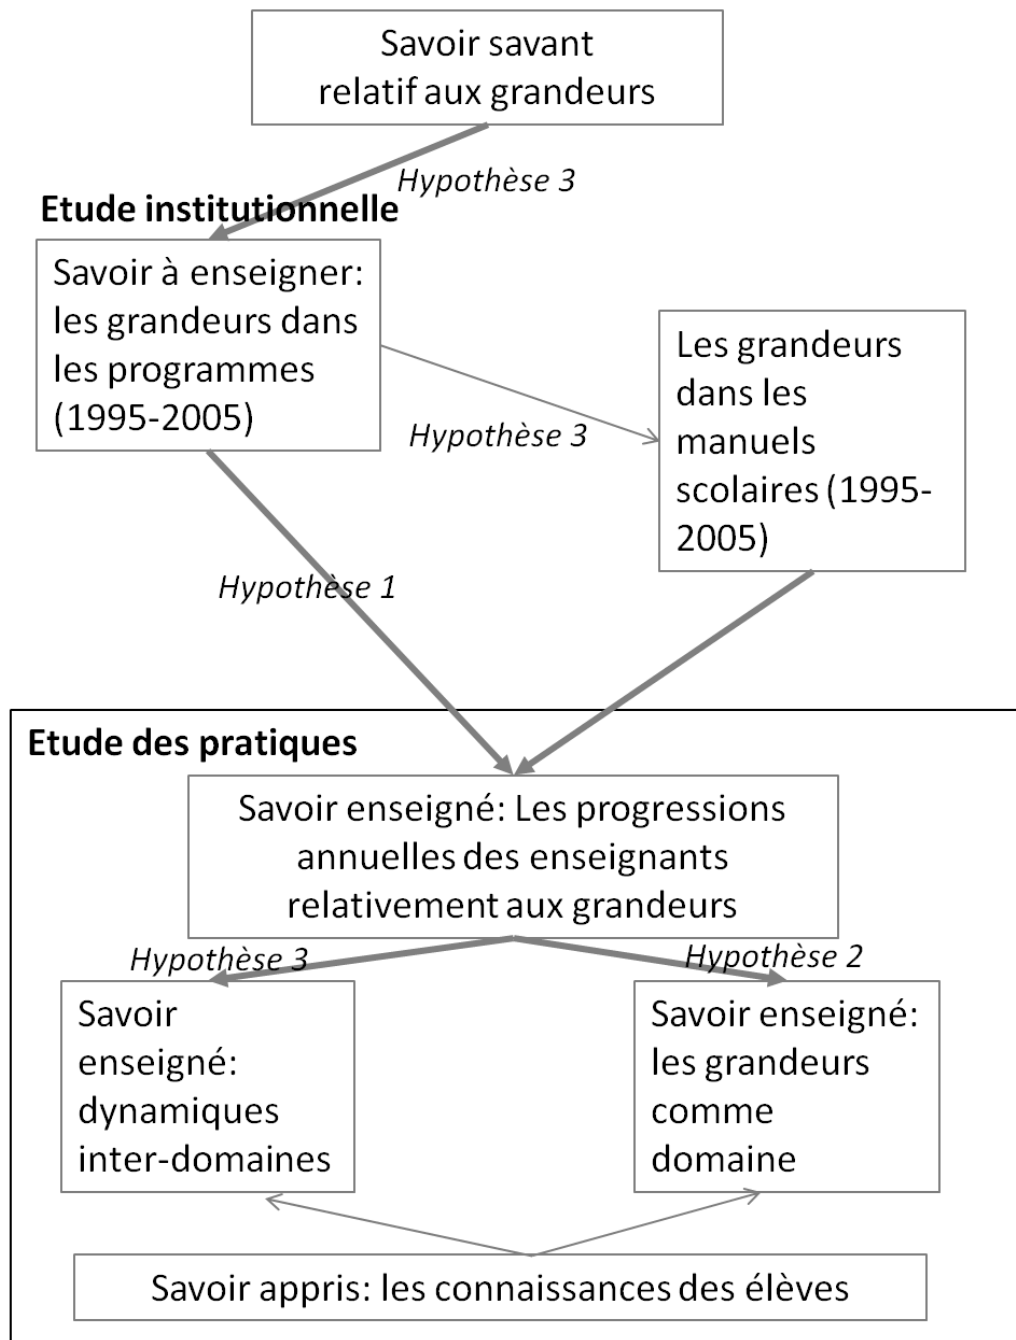 Savoir savant
relatif aux grandeurs
Hypothèse 3
Etude institutionnelle
Savoir à enseigner:
les grandeurs dans
les programmes
(1995-2005)
Les grandeurs
dans les
manuels
scolaires (1995-
2005)
Hypothèse 3
Hypothèse 1
Etude des pratiques
Savoir enseigné: Les progressions
annuelles des enseignants
relativement aux grandeurs
Hypothèse 3
Hypothèse 2
Savoir
enseigné:
dynamiques
inter-domaines
Savoir enseigné:
les grandeurs
comme
domaine
Savoir appris: les connaissances des élèves